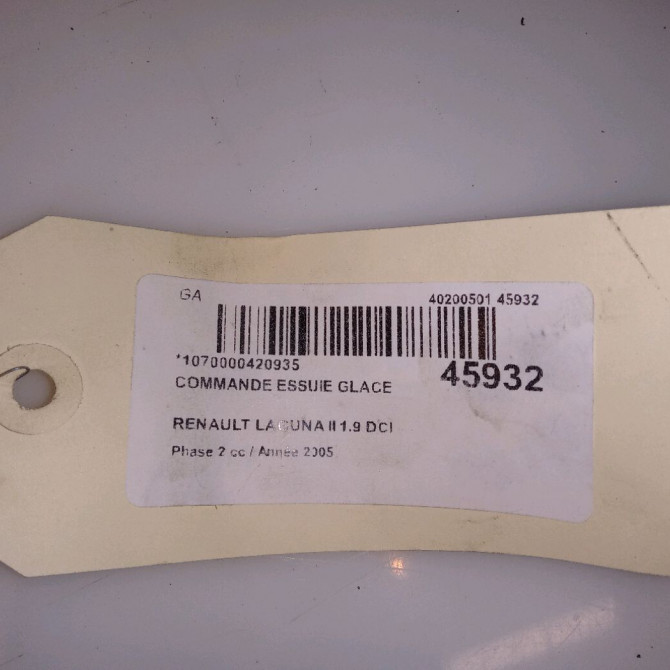 GA 40200501 45932
*1070000420935
45932
COMMANDE ESSUIE GLACE
RENAULT LAGUNA II 1.9 DCI
Phase 2 cc / Année 2005